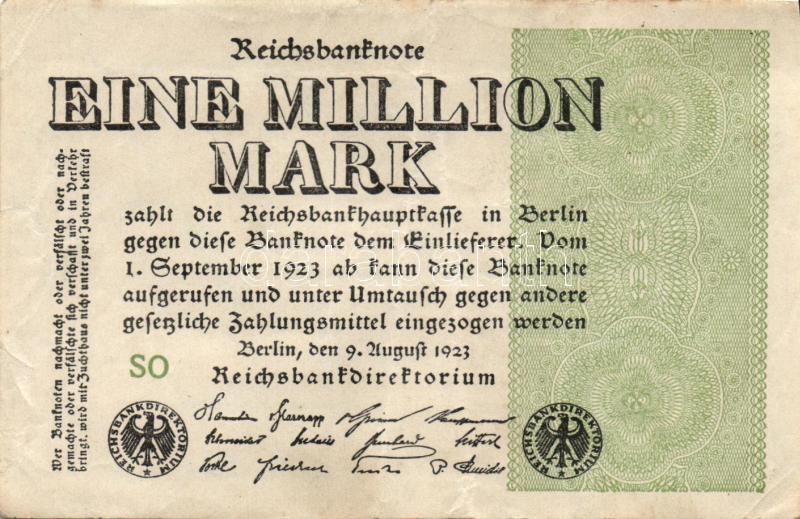 Reichsbanknote
EINE MILLION
MARK
zahlt die Reichsbankhauptkasse in Berlin
gegen diese Banknote dem Einlieferer. Vom
1. September 1923 ab kann diese Banknote
aufgerufen und unter Umtausch gegen andere
gesetzliche Zahlungsmittel eingezogen werden
Berlin, den 9. August 1923
SO
Reichsbankdirektorium
REICHSBANKDIREKTORIUM
REICHSBANKDIREKTORIUM
Wer Banknoten nachmacht oder verfälscht oder nach-
gemachte oder verfälschte sich verschafft und in Verkehr
bringt, wird mit Zuchthaus nicht unter zwei Jahren bestraft
darabanth